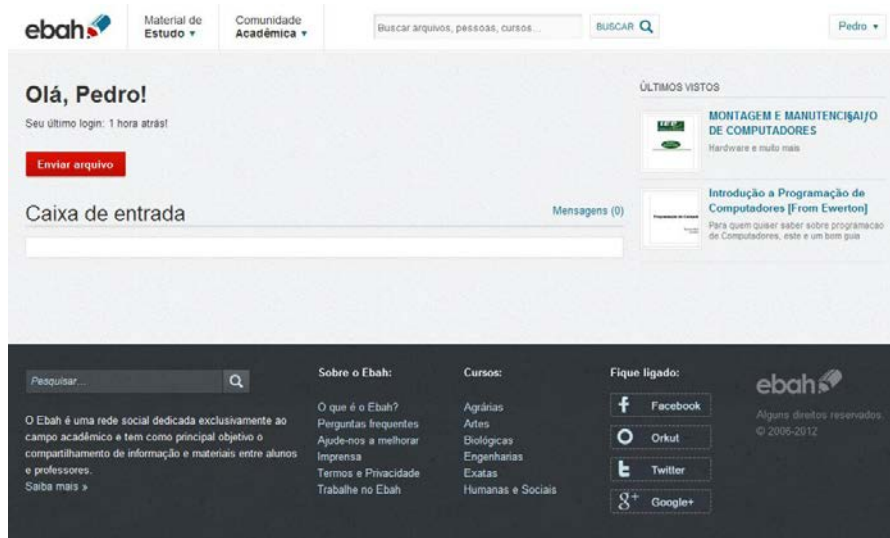 ebah
Material de
Estudo
Comunidade
Acadêmica
Buscar arquivos, pessoas, cursos...
BUSCAR
Pedro
Olá, Pedro!
Seu último login: 1 hora atrás!
Enviar arquivo
Caixa de entrada
Mensagens (0)
ÚLTIMOS VISTOS
MONTAGEM E MANUTENCI§AIƒO
DE COMPUTADORES
Hardware e muito mais
Introdução a Programação de
Computadores [From Ewerton]
Para quem quiser saber sobre programacao
de Computadores, este e um bom guia
Pesquisar...
O Ebah é uma rede social dedicada exclusivamente ao
campo acadêmico e tem como principal objetivo o
compartilhamento de informação e materiais entre alunos
e professores.
Saiba mais »
Sobre o Ebah:
O que é o Ebah?
Perguntas frequentes
Ajude-nos a melhorar
Imprensa
Termos e Privacidade
Trabalhe no Ebah
Cursos:
Agrárias
Artes
Biológicas
Engenharias
Exatas
Humanas e Sociais
Fique ligado:
Facebook
Orkut
Twitter
Google+
ebah
Alguns direitos reservados
© 2006-2012